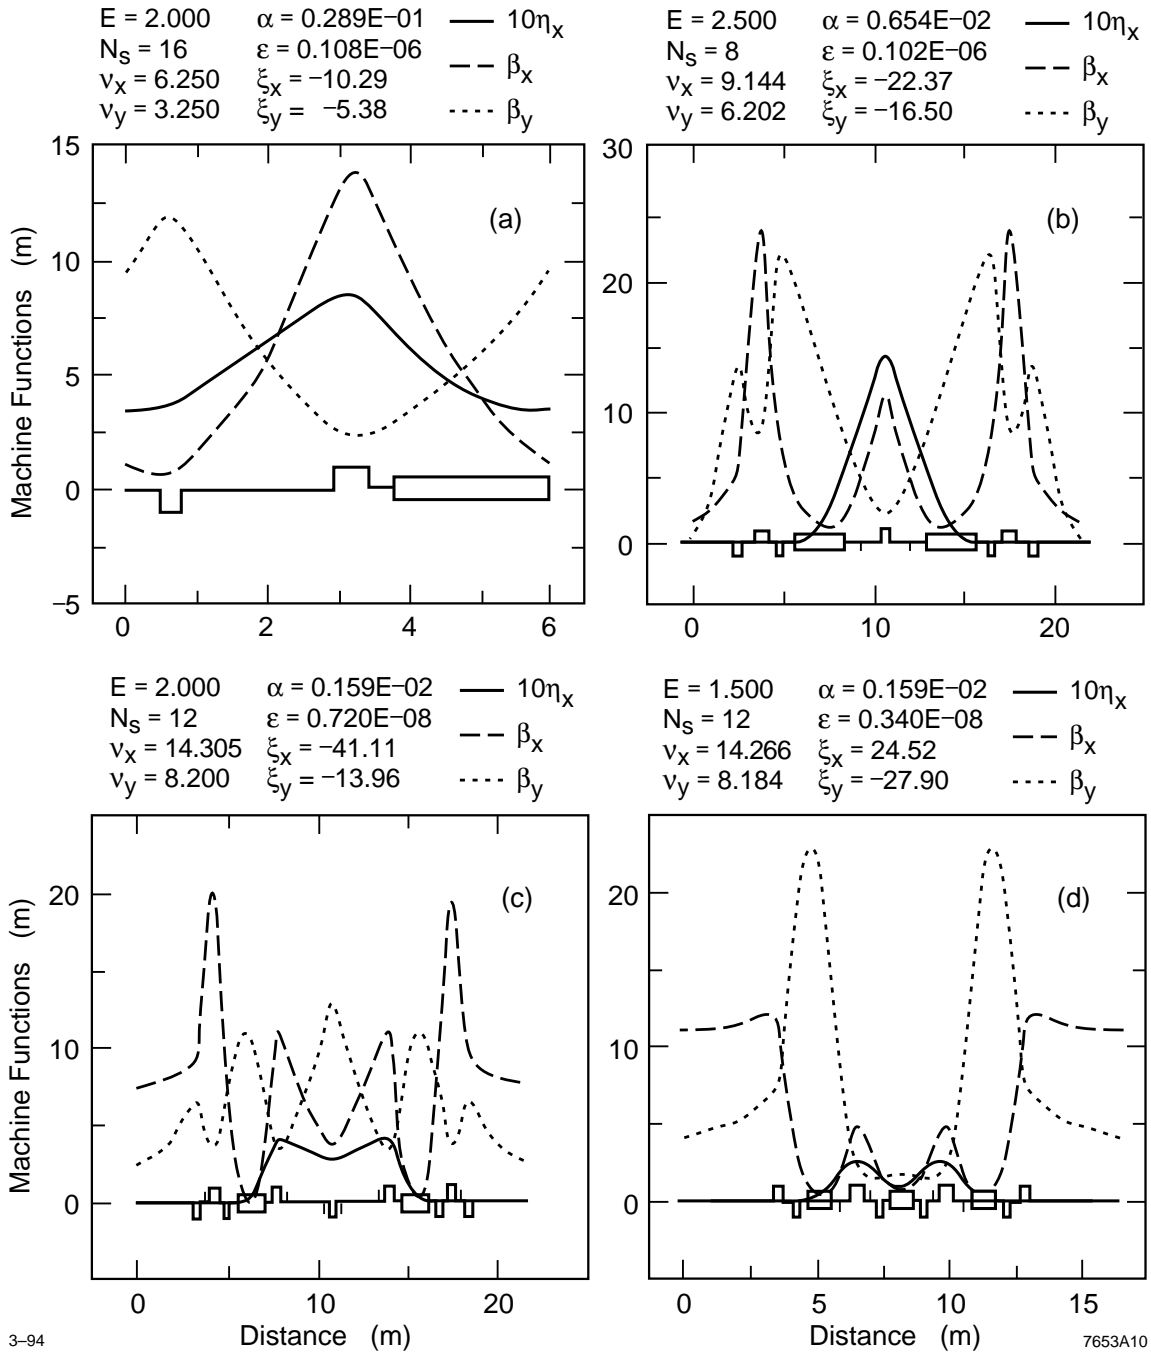 E = 2.000 α = 0.289E−01 10ηx
Ns = 16 ε = 0.108E−06 βx
νx = 6.250 ξx = −10.29
νy = 3.250 ξy = −5.38 βy
E = 2.500 α = 0.654E−02 10ηx
Ns = 8 ε = 0.102E−06 βx
νx = 9.144 ξx = −22.37
νy = 6.202 ξy = −16.50 βy
15
10
5
0
−5
Machine Functions (m)
(a)
0 2 4 6
30
20
10
0
(b)
0 10 20
E = 2.000 α = 0.159E−02 10ηx
Ns = 12 ε = 0.720E−08 βx
νx = 14.305 ξx = −41.11
νy = 8.200 ξy = −13.96 βy
E = 1.500 α = 0.159E−02 10ηx
Ns = 12 ε = 0.340E−08 βx
νx = 14.266 ξx = 24.52
νy = 8.184 ξy = −27.90 βy
20
10
0
Machine Functions (m)
(c)
0 10 20
Distance (m)
20
10
0
(d)
0 5 10 15
Distance (m)
3–94
7653A10